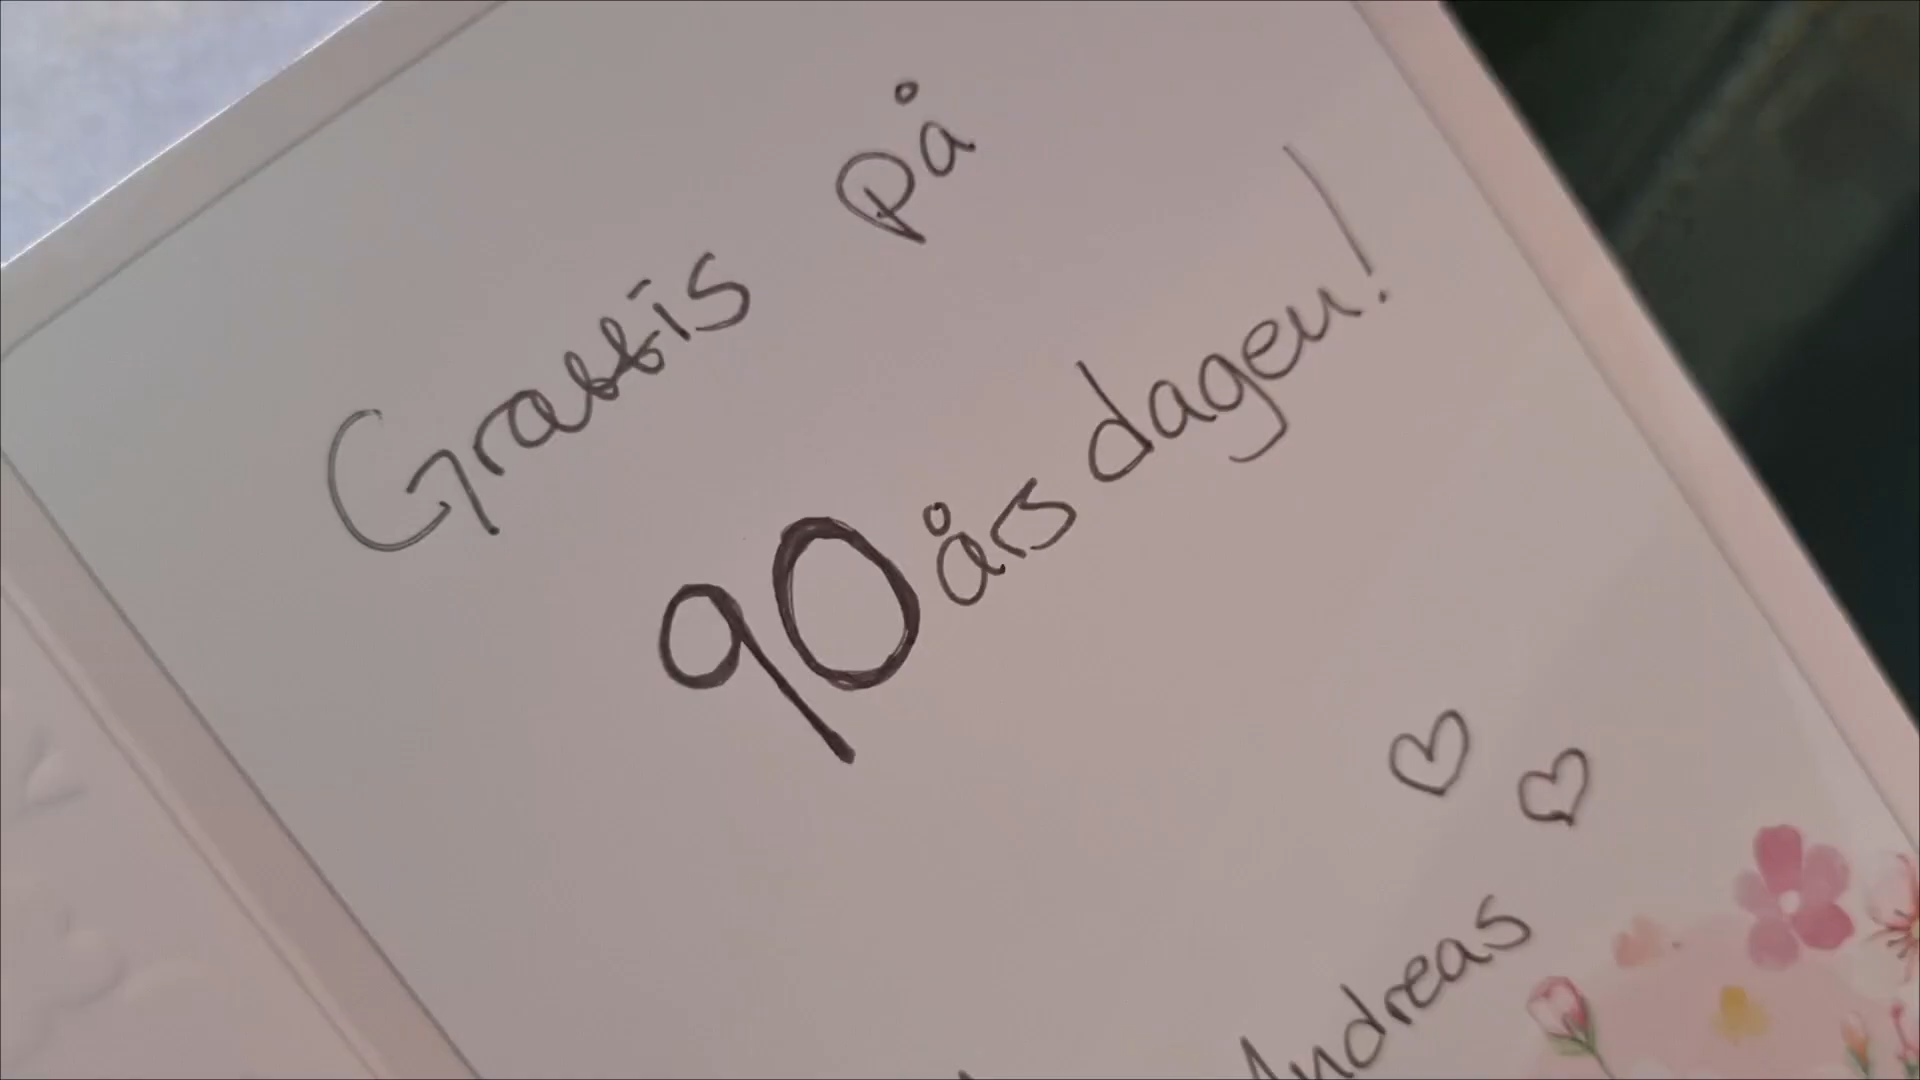 Grattis på
90 års dagen!
Andreas